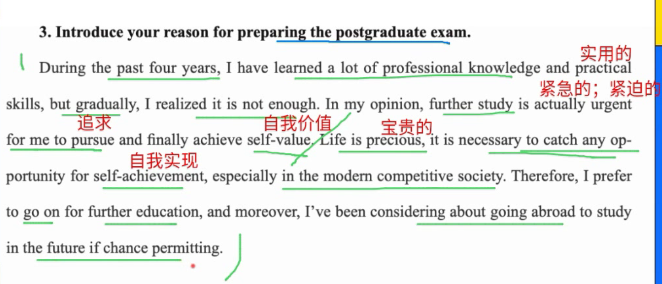 3. Introduce your reason for preparing the postgraduate exam.
实用的
During the past four years, I have learned a lot of professional knowledge and practical
紧急的；紧迫的
skills, but gradually, I realized it is not enough. In my opinion, further study is actually urgent
追求 自我价值 宝贵的
for me to pursue and finally achieve self-value. Life is precious, it is necessary to catch any op-
自我实现
portunity for self-achievement, especially in the modern competitive society. Therefore, I prefer
to go on for further education, and moreover, I've been considering about going abroad to study
in the future if chance permitting.